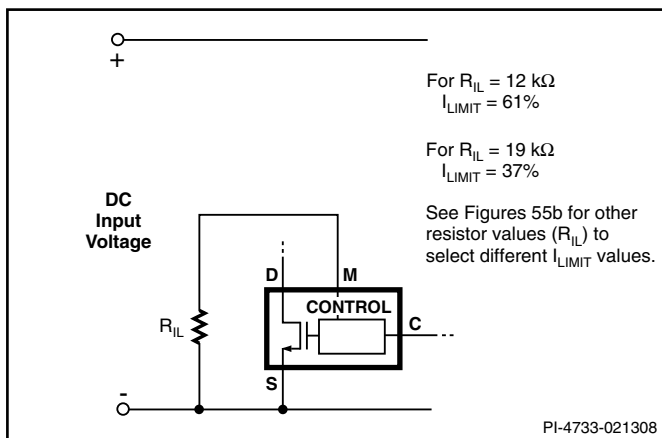 +
For R_IL = 12 kΩ
I_LIMIT = 61%
For R_IL = 19 kΩ
I_LIMIT = 37%
See Figures 55b for other
resistor values (R_IL) to
select different I_LIMIT values.
DC
Input
Voltage
D
M
CONTROL
C
R_IL
S
-
PI-4733-021308